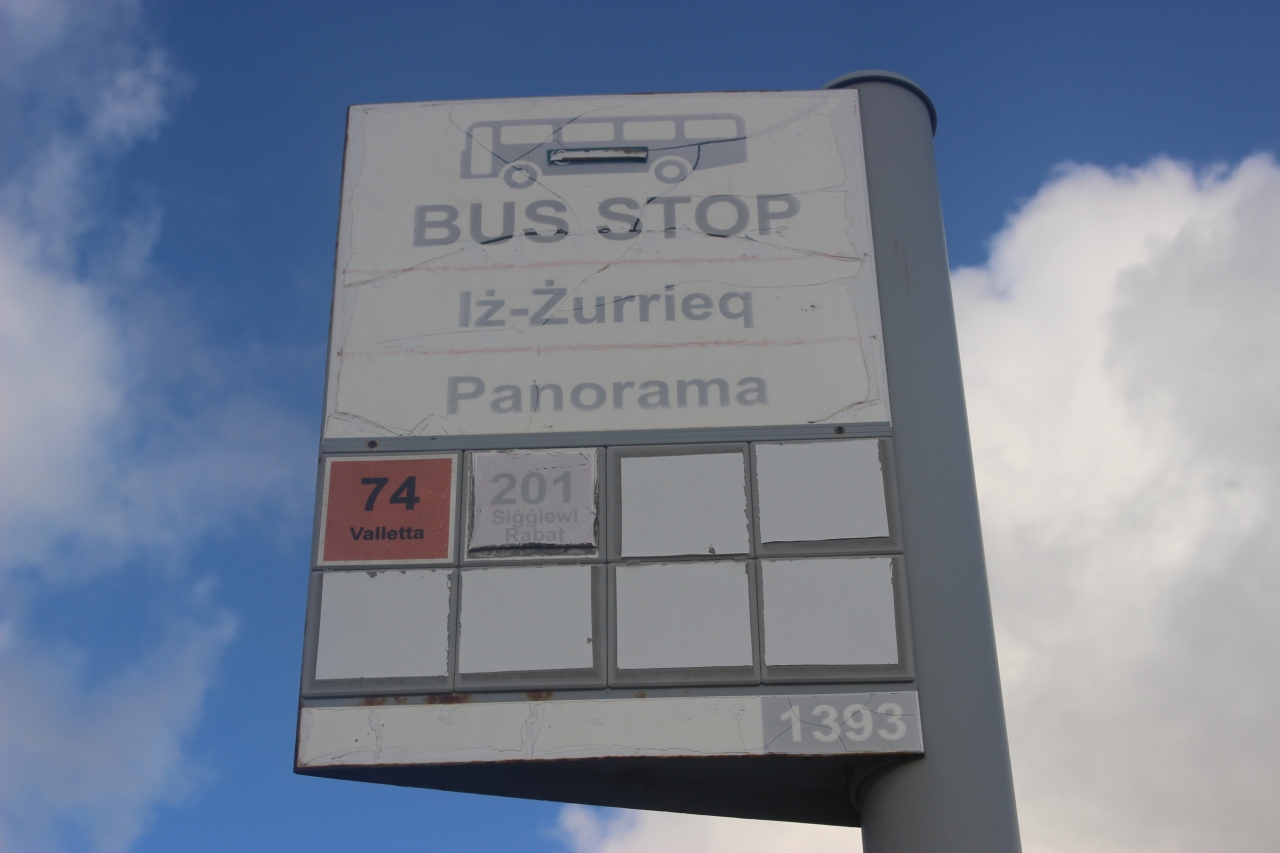 BUS STOP
Iż-Żurrieq
Panorama
74
Valletta
201
Siġġiewi
Rabat
1393